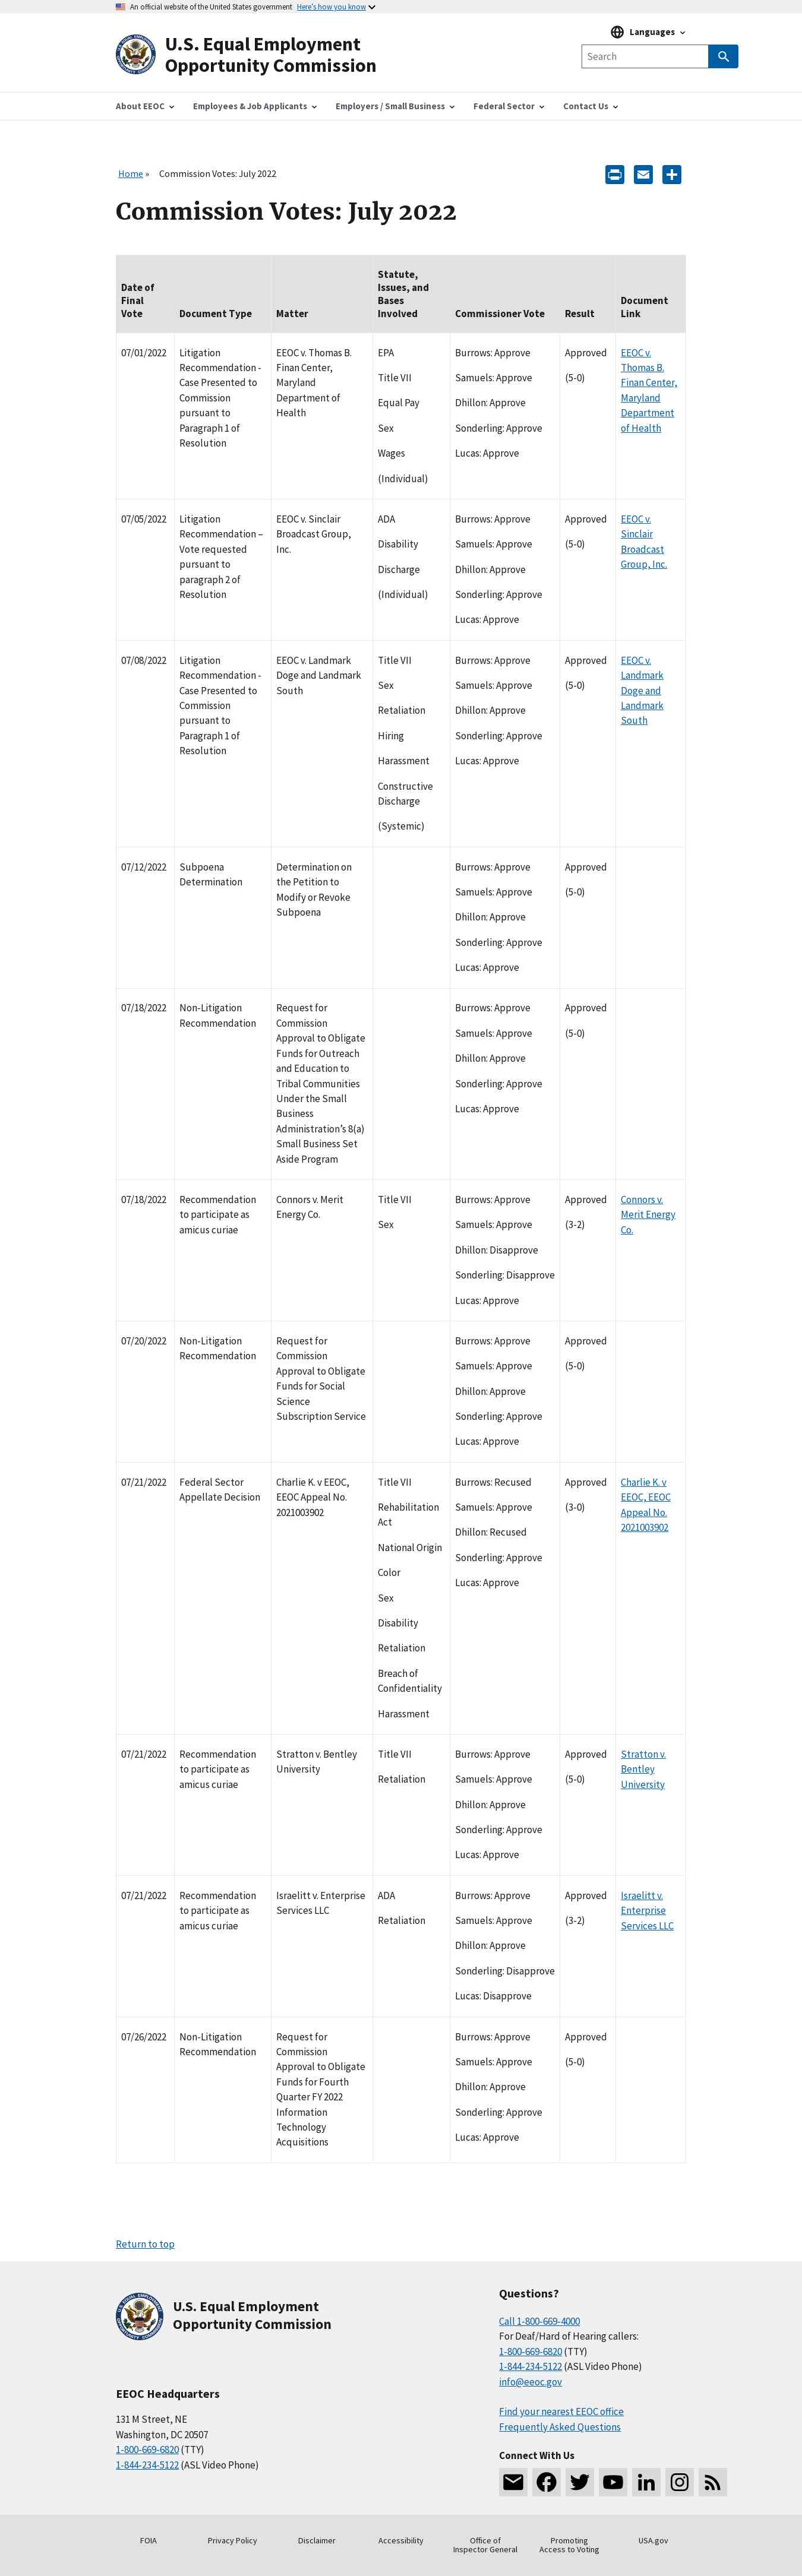 An official website of the United States government Here's how you know
U.S. Equal Employment
Opportunity Commission
Languages
Search
About EEOC
Employees & Job Applicants
Employers / Small Business
Federal Sector
Contact Us
Home » Commission Votes: July 2022
Commission Votes: July 2022
Date of
Final
Vote
Document Type
Matter
Statute,
Issues, and
Bases
Involved
Commissioner Vote
Result
Document
Link
07/01/2022
Litigation
Recommendation -
Case Presented to
Commission
pursuant to
Paragraph 1 of
Resolution
EEOC v. Thomas B.
Finan Center,
Maryland
Department of
Health
EPA
Title VII
Equal Pay
Sex
Wages
(Individual)
Burrows: Approve
Samuels: Approve
Dhillon: Approve
Sonderling: Approve
Lucas: Approve
Approved
(5-0)
EEOC v.
Thomas B.
Finan Center,
Maryland
Department
of Health
07/05/2022
Litigation
Recommendation –
Vote requested
pursuant to
paragraph 2 of
Resolution
EEOC v. Sinclair
Broadcast Group,
Inc.
ADA
Disability
Discharge
(Individual)
Burrows: Approve
Samuels: Approve
Dhillon: Approve
Sonderling: Approve
Lucas: Approve
Approved
(5-0)
EEOC v.
Sinclair
Broadcast
Group, Inc.
07/08/2022
Litigation
Recommendation -
Case Presented to
Commission
pursuant to
Paragraph 1 of
Resolution
EEOC v. Landmark
Doge and Landmark
South
Title VII
Sex
Retaliation
Hiring
Harassment
Constructive
Discharge
(Systemic)
Burrows: Approve
Samuels: Approve
Dhillon: Approve
Sonderling: Approve
Lucas: Approve
Approved
(5-0)
EEOC v.
Landmark
Doge and
Landmark
South
07/12/2022
Subpoena
Determination
Determination on
the Petition to
Modify or Revoke
Subpoena
Burrows: Approve
Samuels: Approve
Dhillon: Approve
Sonderling: Approve
Lucas: Approve
Approved
(5-0)
07/18/2022
Non-Litigation
Recommendation
Request for
Commission
Approval to Obligate
Funds for Outreach
and Education to
Tribal Communities
Under the Small
Business
Administration’s 8(a)
Small Business Set
Aside Program
Burrows: Approve
Samuels: Approve
Dhillon: Approve
Sonderling: Approve
Lucas: Approve
Approved
(5-0)
07/18/2022
Recommendation
to participate as
amicus curiae
Connors v. Merit
Energy Co.
Title VII
Sex
Burrows: Approve
Samuels: Approve
Dhillon: Disapprove
Sonderling: Disapprove
Lucas: Approve
Approved
(3-2)
Connors v.
Merit Energy
Co.
07/20/2022
Non-Litigation
Recommendation
Request for
Commission
Approval to Obligate
Funds for Social
Science
Subscription Service
Burrows: Approve
Samuels: Approve
Dhillon: Approve
Sonderling: Approve
Lucas: Approve
Approved
(5-0)
07/21/2022
Federal Sector
Appellate Decision
Charlie K. v EEOC,
EEOC Appeal No.
2021003902
Title VII
Rehabilitation
Act
National Origin
Color
Sex
Disability
Retaliation
Breach of
Confidentiality
Harassment
Burrows: Recused
Samuels: Approve
Dhillon: Recused
Sonderling: Approve
Lucas: Approve
Approved
(3-0)
Charlie K. v
EEOC, EEOC
Appeal No.
2021003902
07/21/2022
Recommendation
to participate as
amicus curiae
Stratton v. Bentley
University
Title VII
Retaliation
Burrows: Approve
Samuels: Approve
Dhillon: Approve
Sonderling: Approve
Lucas: Approve
Approved
(5-0)
Stratton v.
Bentley
University
07/21/2022
Recommendation
to participate as
amicus curiae
Israelitt v. Enterprise
Services LLC
ADA
Retaliation
Burrows: Approve
Samuels: Approve
Dhillon: Approve
Sonderling: Disapprove
Lucas: Disapprove
Approved
(3-2)
Israelitt v.
Enterprise
Services LLC
07/26/2022
Non-Litigation
Recommendation
Request for
Commission
Approval to Obligate
Funds for Fourth
Quarter FY 2022
Information
Technology
Acquisitions
Burrows: Approve
Samuels: Approve
Dhillon: Approve
Sonderling: Approve
Lucas: Approve
Approved
(5-0)
Return to top
U.S. Equal Employment
Opportunity Commission
EEOC Headquarters
131 M Street, NE
Washington, DC 20507
1-800-669-6820 (TTY)
1-844-234-5122 (ASL Video Phone)
Questions?
Call 1-800-669-4000
For Deaf/Hard of Hearing callers:
1-800-669-6820 (TTY)
1-844-234-5122 (ASL Video Phone)
info@eeoc.gov
Find your nearest EEOC office
Frequently Asked Questions
Connect With Us
FOIA
Privacy Policy
Disclaimer
Accessibility
Office of
Inspector General
Promoting
Access to Voting
USA.gov